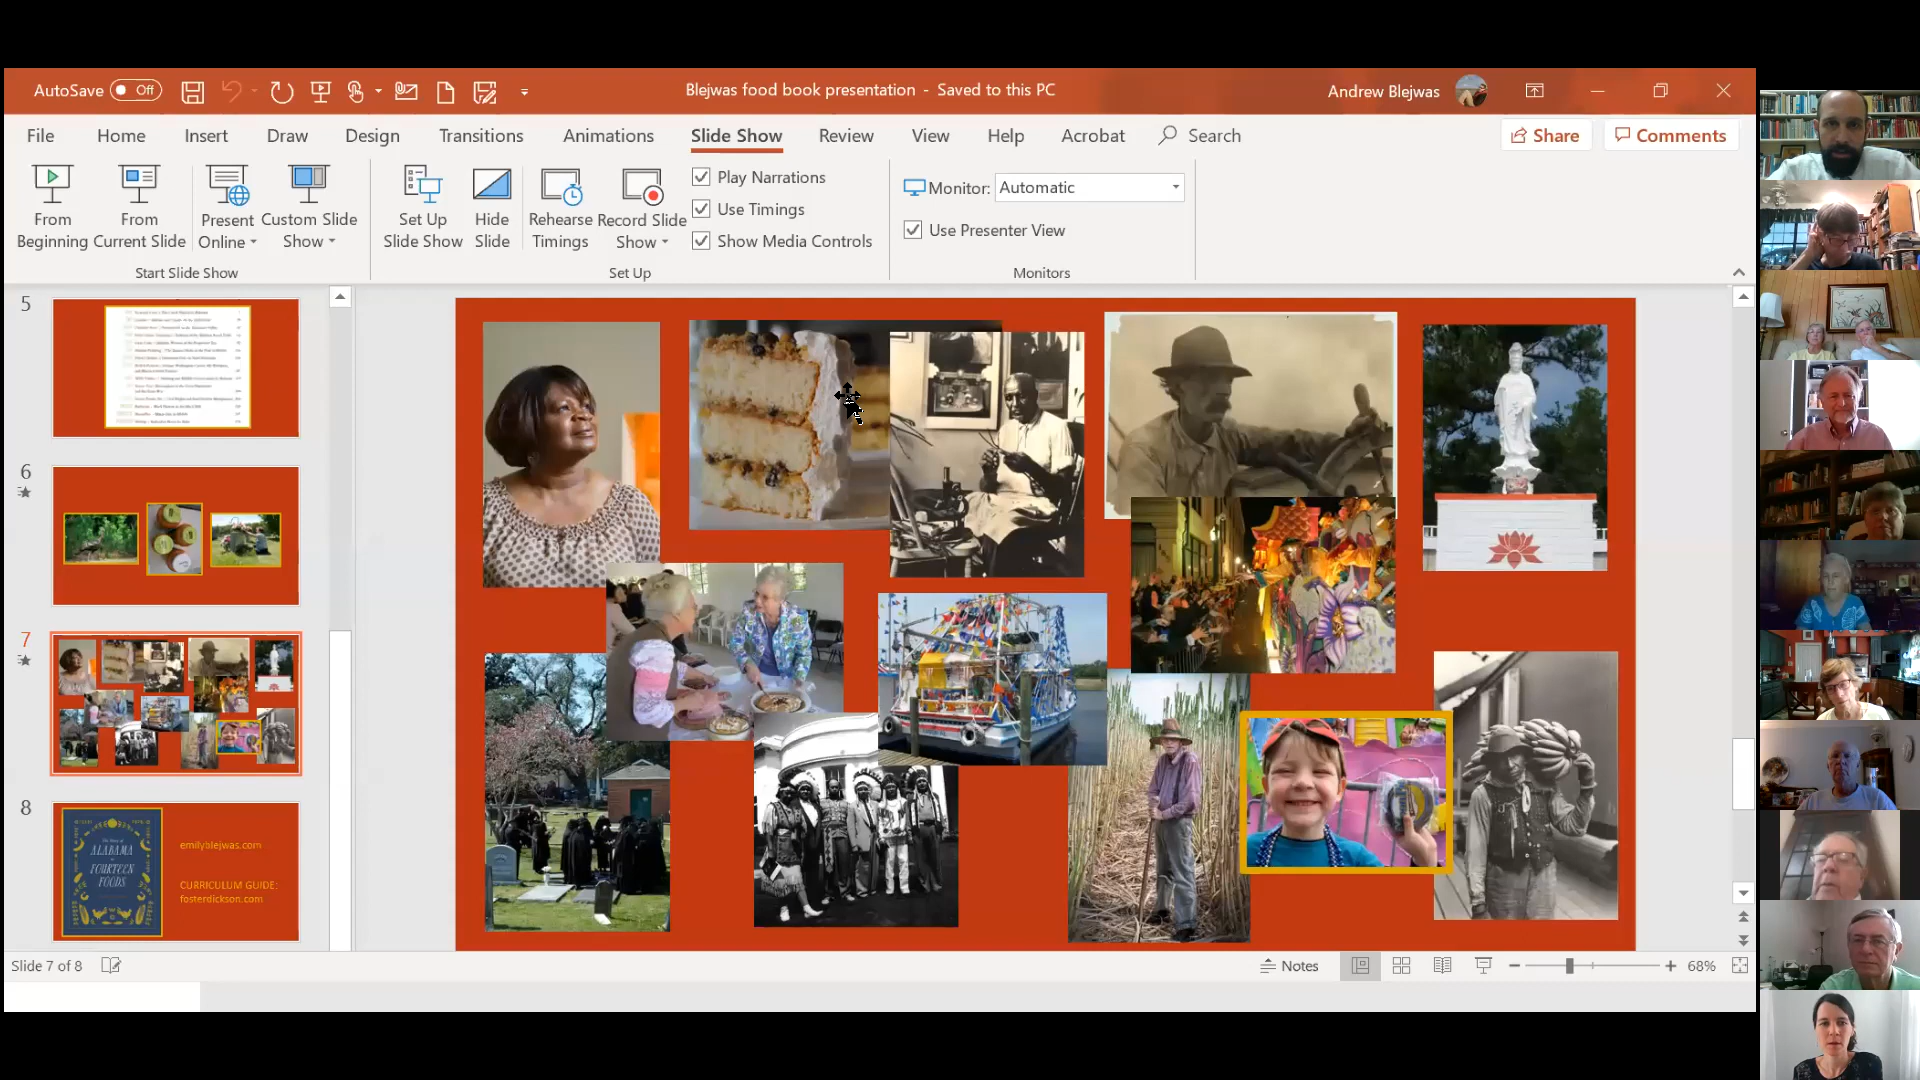 AutoSave Off
Blejwas food book presentation - Saved to this PC
Andrew Blejwas
File Home Insert Draw Design Transitions Animations Slide Show Review View Help Acrobat Search
Share Comments
From Beginning
From Current Slide
Present Online
Custom Slide Show
Set Up Slide Show
Hide Slide
Rehearse Timings
Record Slide Show
Play Narrations
Use Timings
Show Media Controls
Monitor: Automatic
Use Presenter View
Start Slide Show
Set Up
Monitors
5
6
7
8
ALABAMA
in
FOURTEEN
FOODS
emilyblejwas.com
CURRICULUM GUIDE:
fosterdickson.com
Slide 7 of 8
Notes
68%